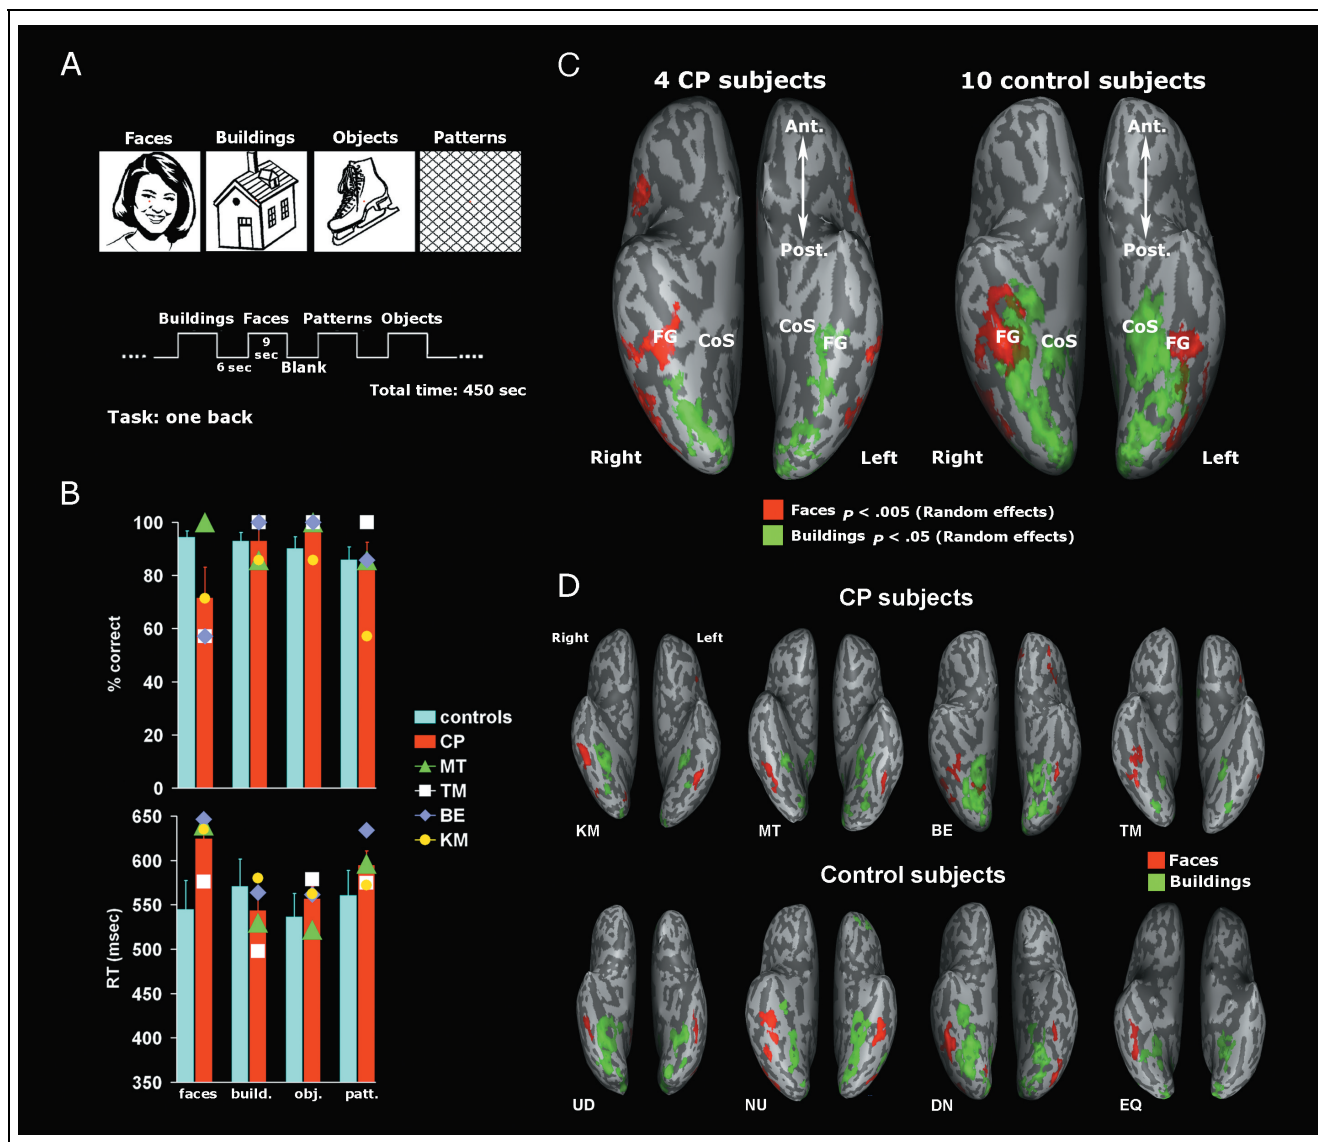 A
Faces Buildings Objects Patterns
Buildings Faces Patterns Objects
9
sec
6 sec
Blank
Total time: 450 sec
Task: one back
B
100
80
60
40
20
0
% correct
controls
CP
MT
TM
BE
KM
650
600
550
500
450
400
350
RT (msec)
faces build. obj. patt.
C
4 CP subjects 10 control subjects
Ant. Ant.
Post. Post.
FG CoS CoS FG FG CoS CoS FG
Right Left Right Left
Faces p < .005 (Random effects)
Buildings p < .05 (Random effects)
D
CP subjects
Right Left
KM MT BE TM
Faces
Buildings
Control subjects
UD NU DN EQ